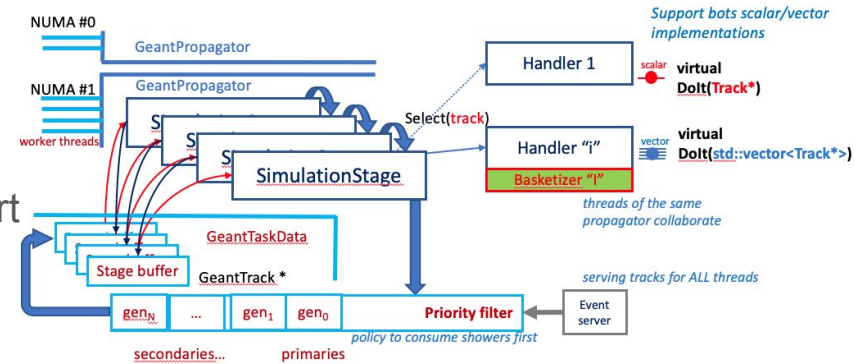 Support bots scalar/vector
implementations
NUMA #0
GeantPropagator
NUMA #1
GeantPropagator
worker threads
Handler 1
scalar
virtual
DoIt(Track*)
Select(track)
SimulationStage
Handler "i"
Basketizer "I"
vector
virtual
DoIt(std::vector<Track*>)
threads of the same
propagator collaborate
rt
GeantTaskData
Stage buffer
GeantTrack *
serving tracks for ALL threads
genN
...
gen1
gen0
Priority filter
policy to consume showers first
Event
server
secondaries...
primaries